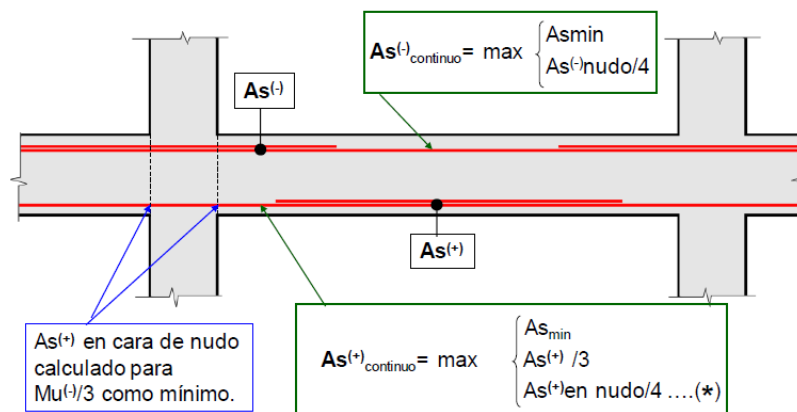 As(-)continuo= max { Asmin
As(-)nudo/4
As(-)
As(+)
As(+) en cara de nudo
calculado para
Mu(-)/3 como mínimo.
As(+)continuo= max { Asmin
As(+) /3
As(+)en nudo/4 ....(*)